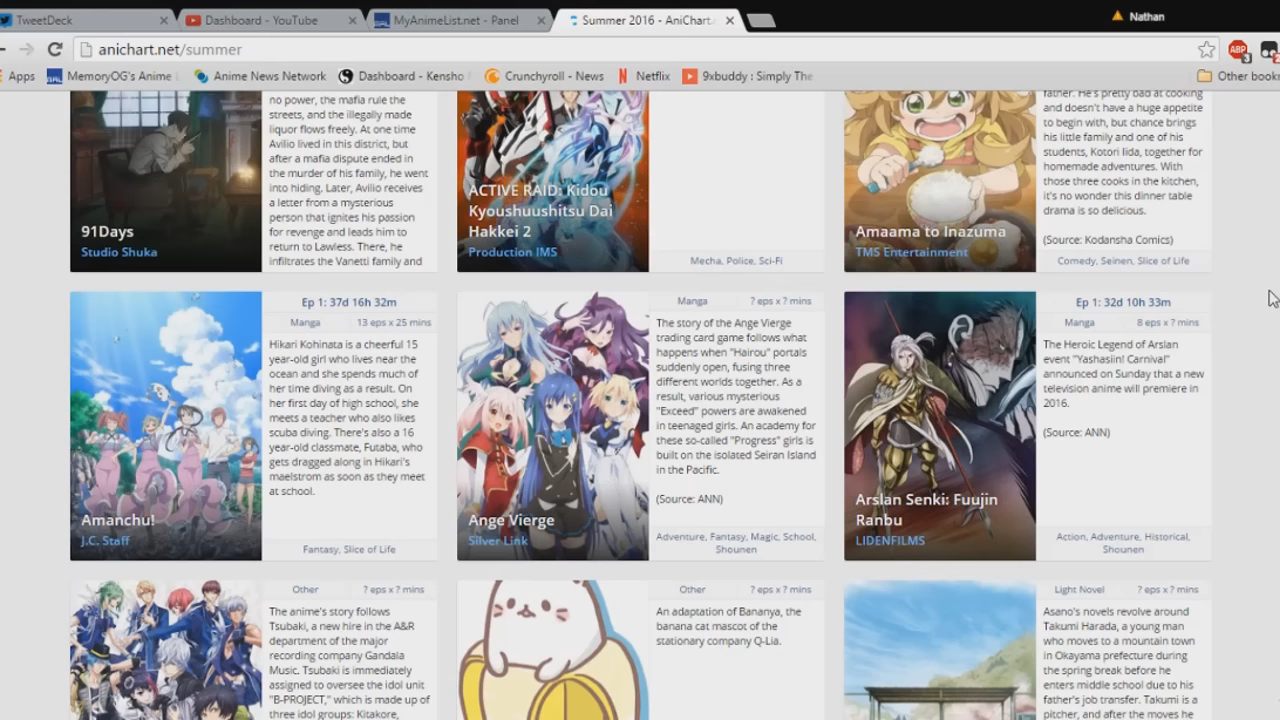 TweetDeck
Dashboard - YouTube
MyAnimeList.net - Panel
Summer 2016 - AniChart.
Nathan
anichart.net/summer
ABP
3
Apps
MemoryOG's Anime
Anime News Network
Dashboard - Kensho
Crunchyroll - News
Netflix
9xbuddy : Simply The
Other book
no power, the mafia rule the
streets, and the illegally made
liquor flows freely. At one time
Avilio lived in this district, but
after a mafia dispute ended in
the murder of his family, he went
into hiding. Later, Avilio receives
a letter from a mysterious
person that ignites his passion
for revenge and leads him to
return to Lawless. There, he
infiltrates the Vanetti family and
91Days
Studio Shuka
ACTIVE RAID: Kidou
Kyoushuushitsu Dai
Hakkei 2
Production IMS
Mecha, Police, Sci-Fi
Amaama to Inazuma
TMS Entertainment
father. He's pretty bad at cooking
and doesn't have a huge appetite
to begin with, but chance brings
his little family and one of his
students, Kotori Iida, together for
homemade adventures. With
those three cooks in the kitchen,
it's no wonder this dinner table
drama is so delicious.
(Source: Kodansha Comics)
Comedy, Seinen, Slice of Life
Amanchu!
J.C. Staff
Ep 1: 37d 16h 32m
Manga
13 eps x 25 mins
Hikari Kohinata is a cheerful 15
year-old girl who lives near the
ocean and she spends much of
her time diving as a result. On
her first day of high school, she
meets a teacher who also likes
scuba diving. There's also a 16
year-old classmate, Futaba, who
gets dragged along in Hikari's
maelstrom as soon as they meet
at school.
Fantasy, Slice of Life
Ange Vierge
Silver Link
Manga
? eps x ? mins
The story of the Ange Vierge
trading card game follows what
happens when "Hairou" portals
suddenly open, fusing three
different worlds together. As a
result, various mysterious
"Exceed" powers are awakened
in teenaged girls. An academy for
these so-called "Progress" girls is
built on the isolated Seiran Island
in the Pacific.
(Source: ANN)
Adventure, Fantasy, Magic, School,
Shounen
Arslan Senki: Fuujin
Ranbu
LIDENFILMS
Ep 1: 32d 10h 33m
Manga
8 eps x ? mins
The Heroic Legend of Arslan
event "Yashasiin! Carnival"
announced on Sunday that a new
television anime will premiere in
2016.
(Source: ANN)
Action, Adventure, Historical,
Shounen
Other
? eps x ? mins
The anime's story follows
Tsubaki, a new hire in the A&R
department of the major
recording company Gandala
Music. Tsubaki is immediately
assigned to oversee the idol unit
"B-PROJECT," which is made up of
three idol groups: Kitakore,
Other
? eps x ? mins
An adaptation of Bananya, the
banana cat mascot of the
stationary company Q-Lia.
Light Novel
? eps x ? mins
Asano's novels revolve around
Takumi Harada, a young man
who moves to a mountain town
in Okayama prefecture during
the spring break before he
enters middle school due to his
father's job transfer. Takumi is a
pitcher, and after the moves he